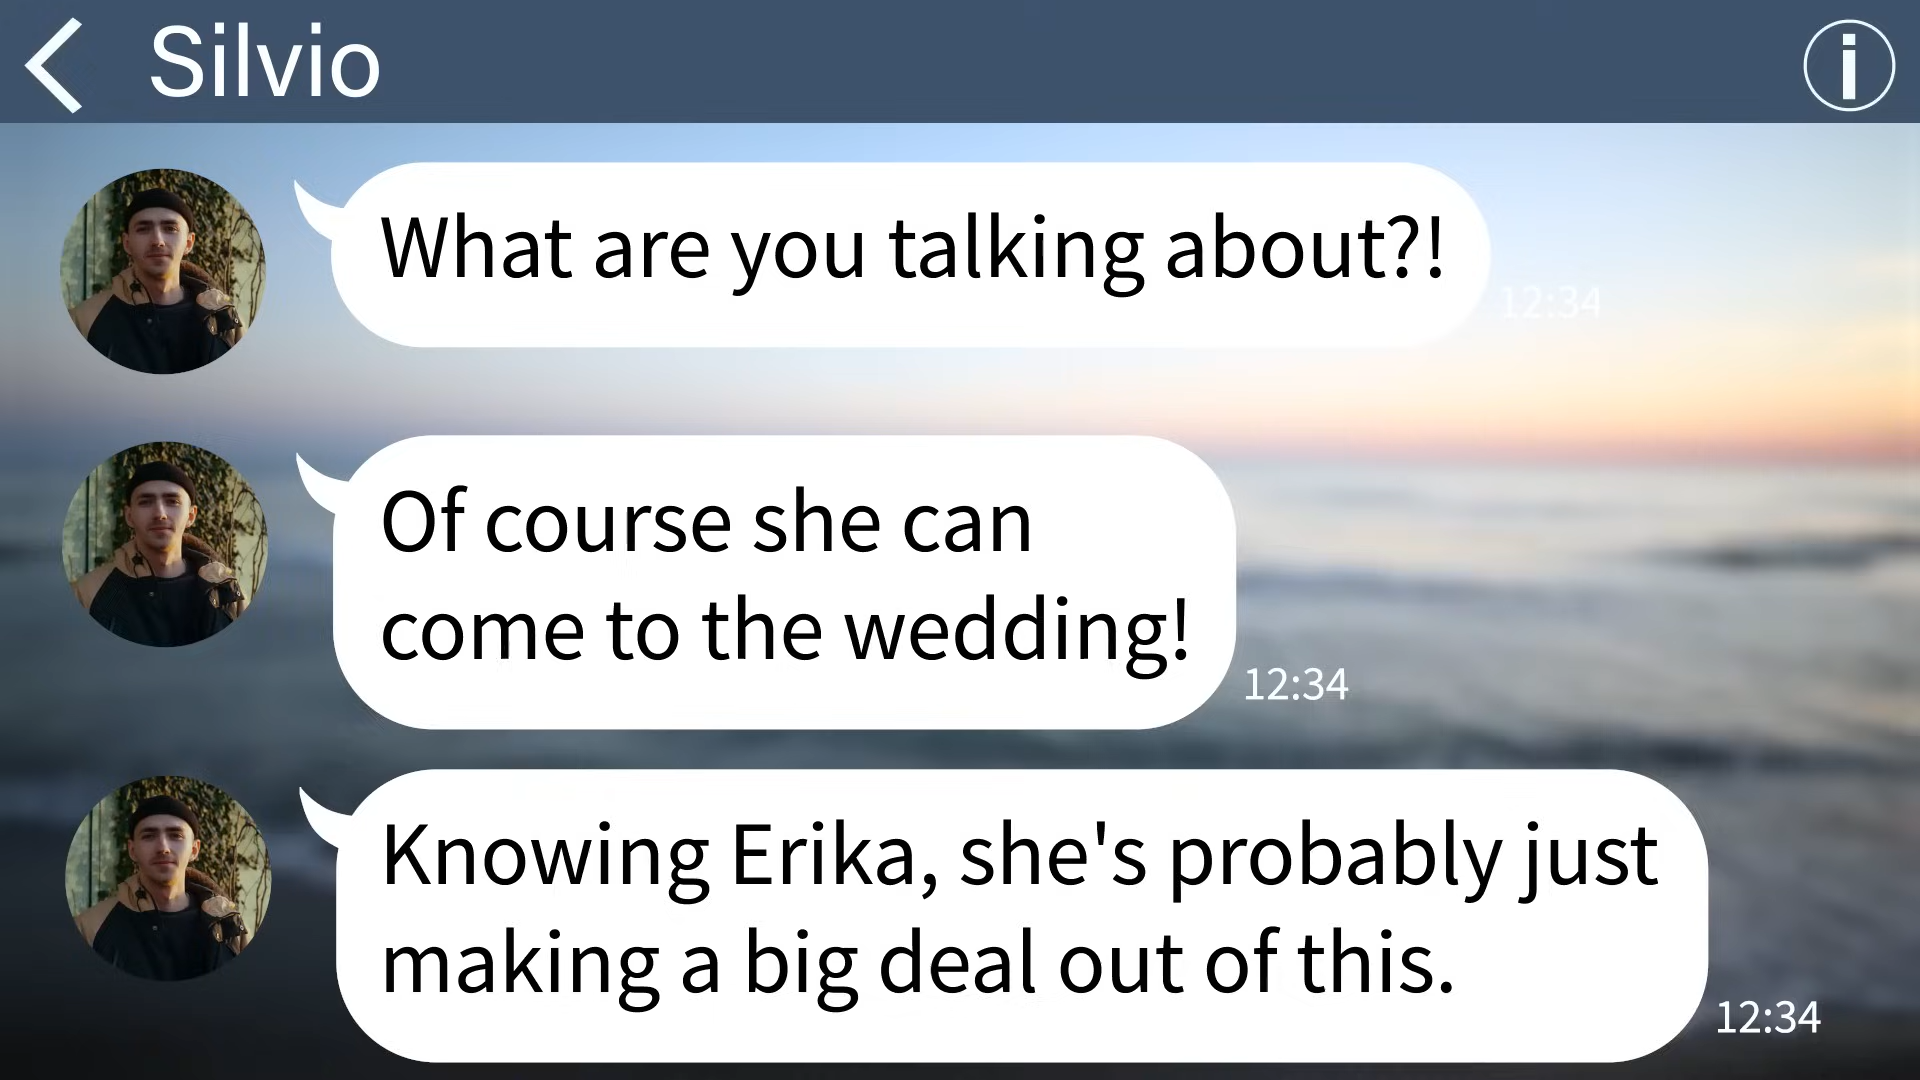 Silvio
What are you talking about?!
12:34
Of course she can
come to the wedding!
12:34
Knowing Erika, she's probably just
making a big deal out of this.
12:34